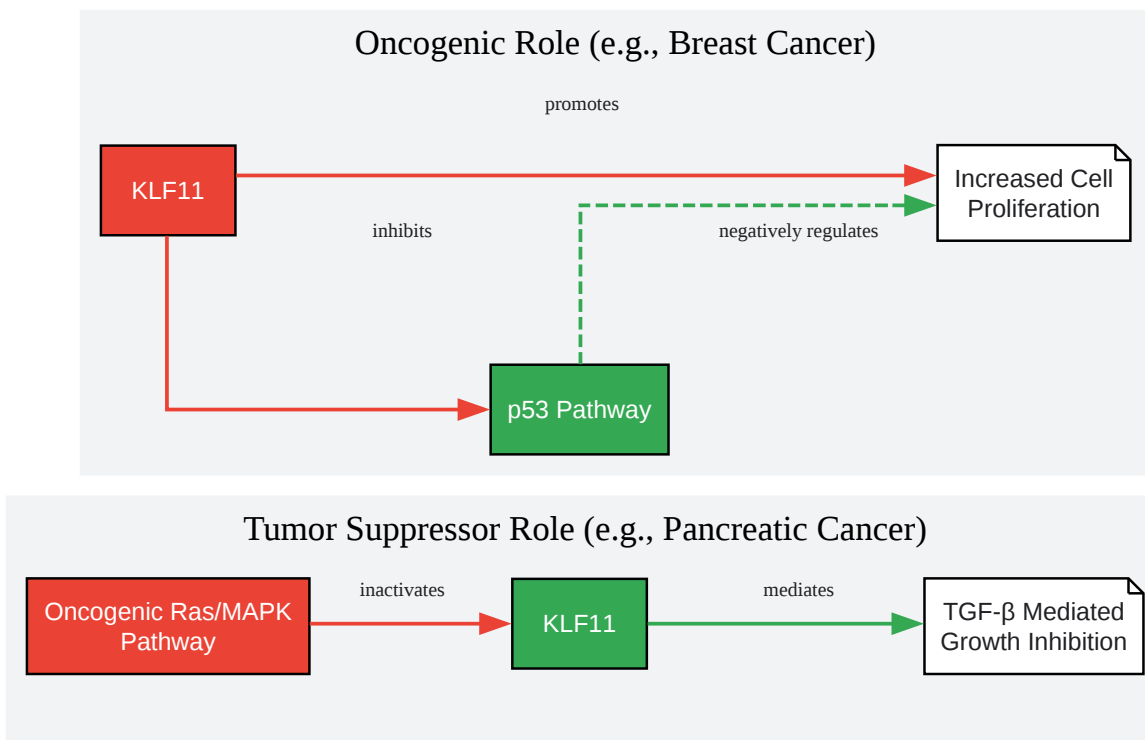 Oncogenic Role (e.g., Breast Cancer)
promotes
KLF11
Increased Cell
Proliferation
inhibits
negatively regulates
p53 Pathway
Tumor Suppressor Role (e.g., Pancreatic Cancer)
Oncogenic Ras/MAPK
Pathway
inactivates
KLF11
mediates
TGF-β Mediated
Growth Inhibition